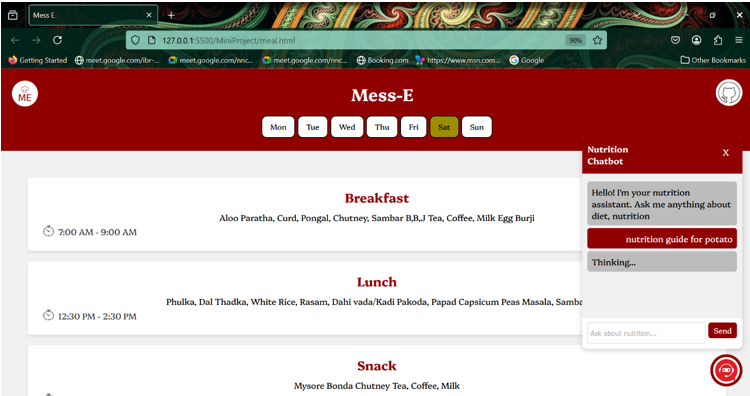 Mess E
127.0.0.1:5500/MiniProject/meal.html
90%
Getting Started
meet.google.com/ibr-...
meet.google.com/nnc...
meet.google.com/nnc...
Booking.com
https://www.msn.com...
Google
Other Bookmarks
ME
Mess-E
Mon
Tue
Wed
Thu
Fri
Sat
Sun
Breakfast
Aloo Paratha, Curd, Pongal, Chutney, Sambar B,B,J Tea, Coffee, Milk Egg Burji
7:00 AM - 9:00 AM
Lunch
Phulka, Dal Thadka, White Rice, Rasam, Dahi vada/Kadi Pakoda, Papad Capsicum Peas Masala, Samba
12:30 PM - 2:30 PM
Snack
Mysore Bonda Chutney Tea, Coffee, Milk
Nutrition
Chatbot
X
Hello! I'm your nutrition
assistant. Ask me anything about
diet, nutrition
nutrition guide for potato
Thinking...
Ask about nutrition...
Send